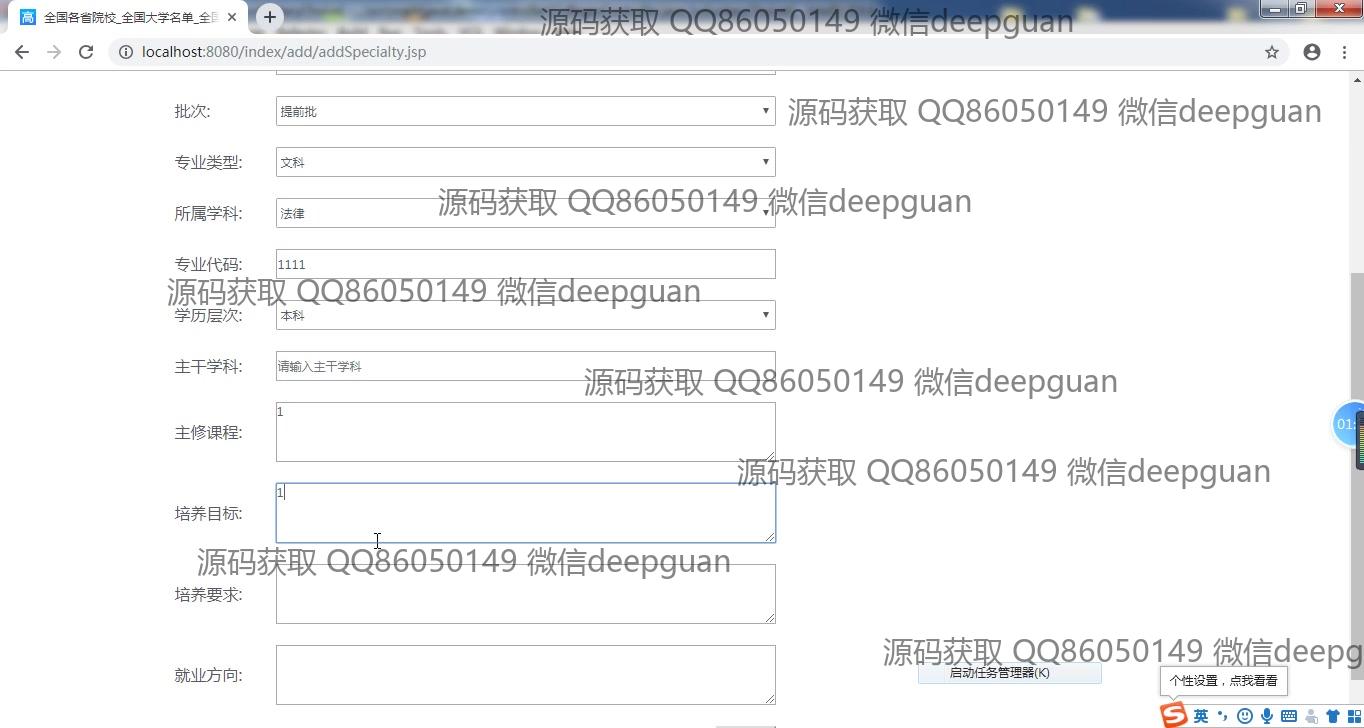 全国各省院校_全国大学名单_全国
源码获取 QQ86050149 微信deepguan
localhost:8080/index/add/addSpecialty.jsp
批次:
提前批
源码获取 QQ86050149 微信deepguan
专业类型:
文科
源码获取 QQ86050149 微信deepguan
所属学科:
法律
专业代码:
1111
源码获取 QQ86050149 微信deepguan
学历层次:
本科
主干学科:
请输入主干学科
源码获取 QQ86050149 微信deepguan
主修课程:
1
源码获取 QQ86050149 微信deepguan
培养目标:
1
源码获取 QQ86050149 微信deepguan
培养要求:
源码获取 QQ86050149 微信deepg
就业方向:
启动任务管理器(K)
个性设置，点我看看
英
高
01: